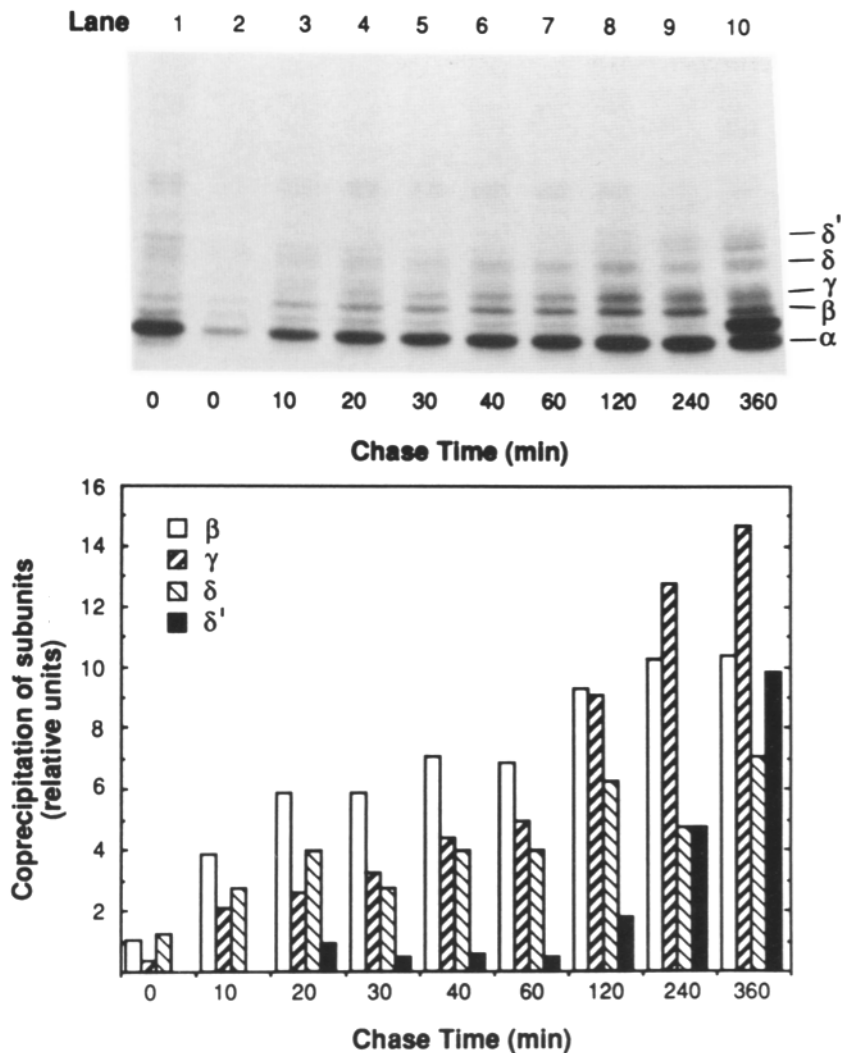 Lane 1 2 3 4 5 6 7 8 9 10
δ'
δ
γ
β
α
0 0 10 20 30 40 60 120 240 360
Chase Time (min)
Coprecipitation of subunits
(relative units)
16
14
12
10
8
6
4
2
β
γ
δ
δ'
0 10 20 30 40 60 120 240 360
Chase Time (min)